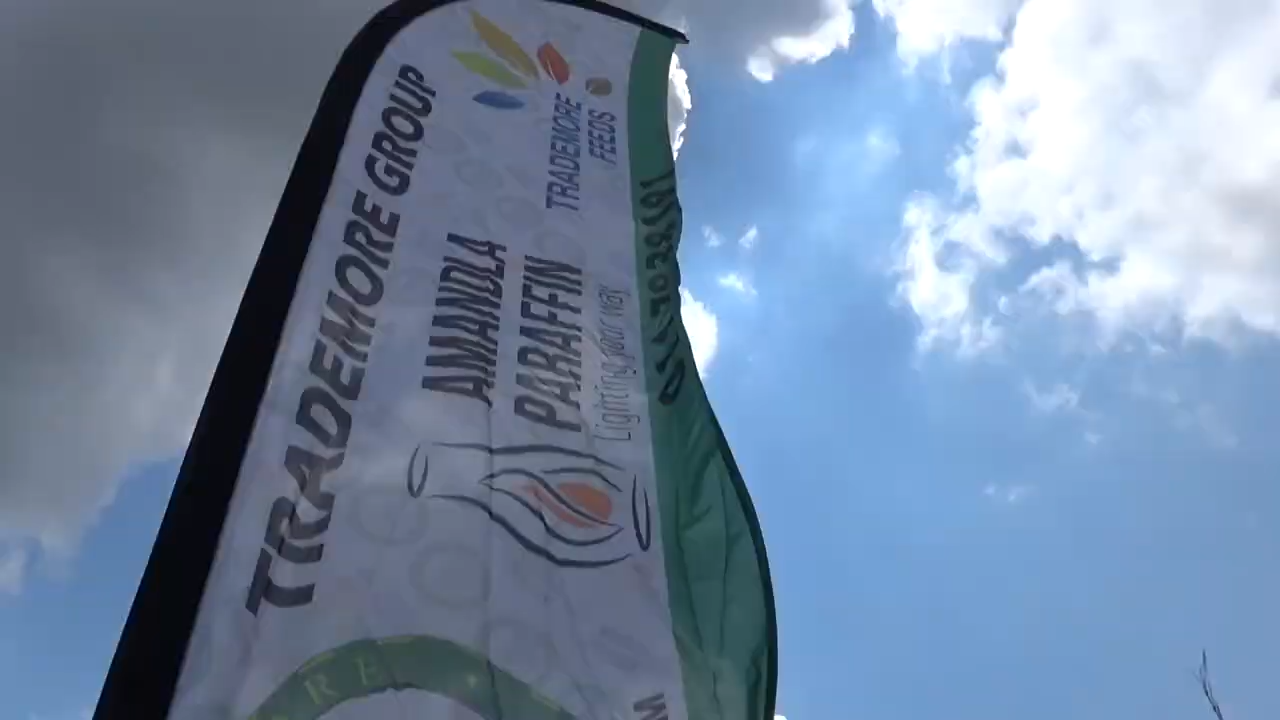 TRADEMORE GROUP
TRADEMORE
FEEDS
AMANDLA
PARAFFIN
Lighting your way